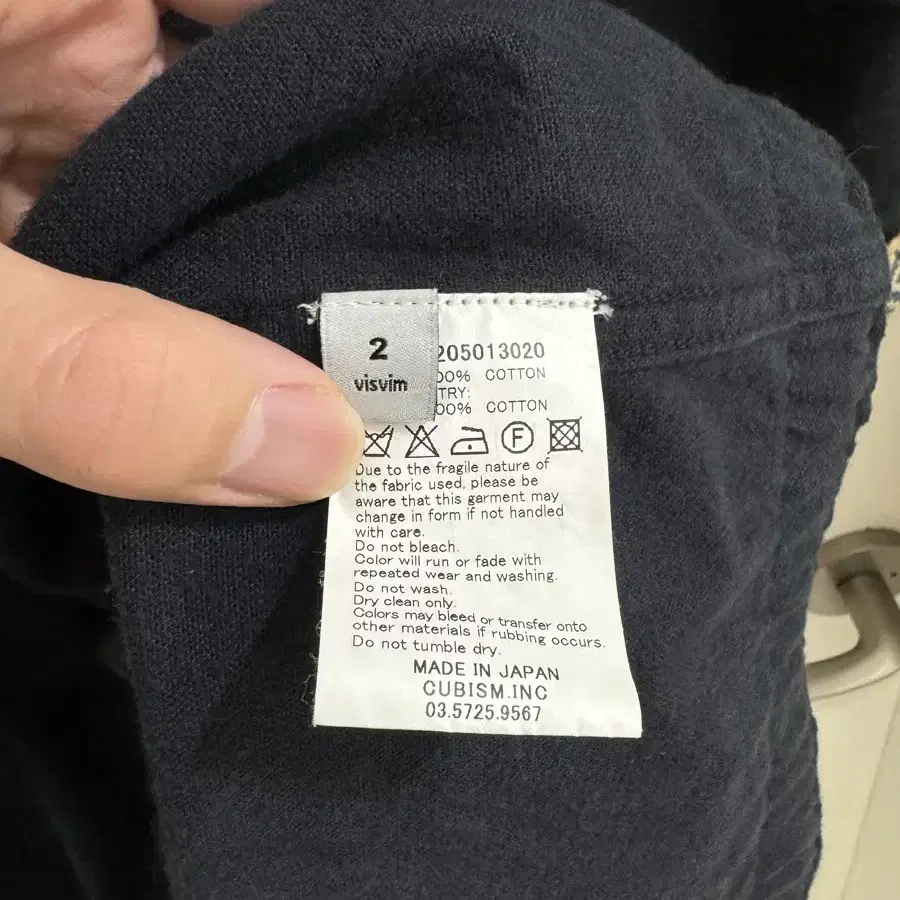 2
visvim
205013020
00% COTTON
TRY:
00% COTTON
F
Due to the fragile nature of
the fabric used, please be
aware that this garment may
change in form if not handled
with care.
Do not bleach.
Color will run or fade with
repeated wear and washing.
Do not wash.
Dry clean only.
Colors may bleed or transfer onto
other materials if rubbing occurs.
Do not tumble dry.
MADE IN JAPAN
CUBISM.INC
03.5725.9567